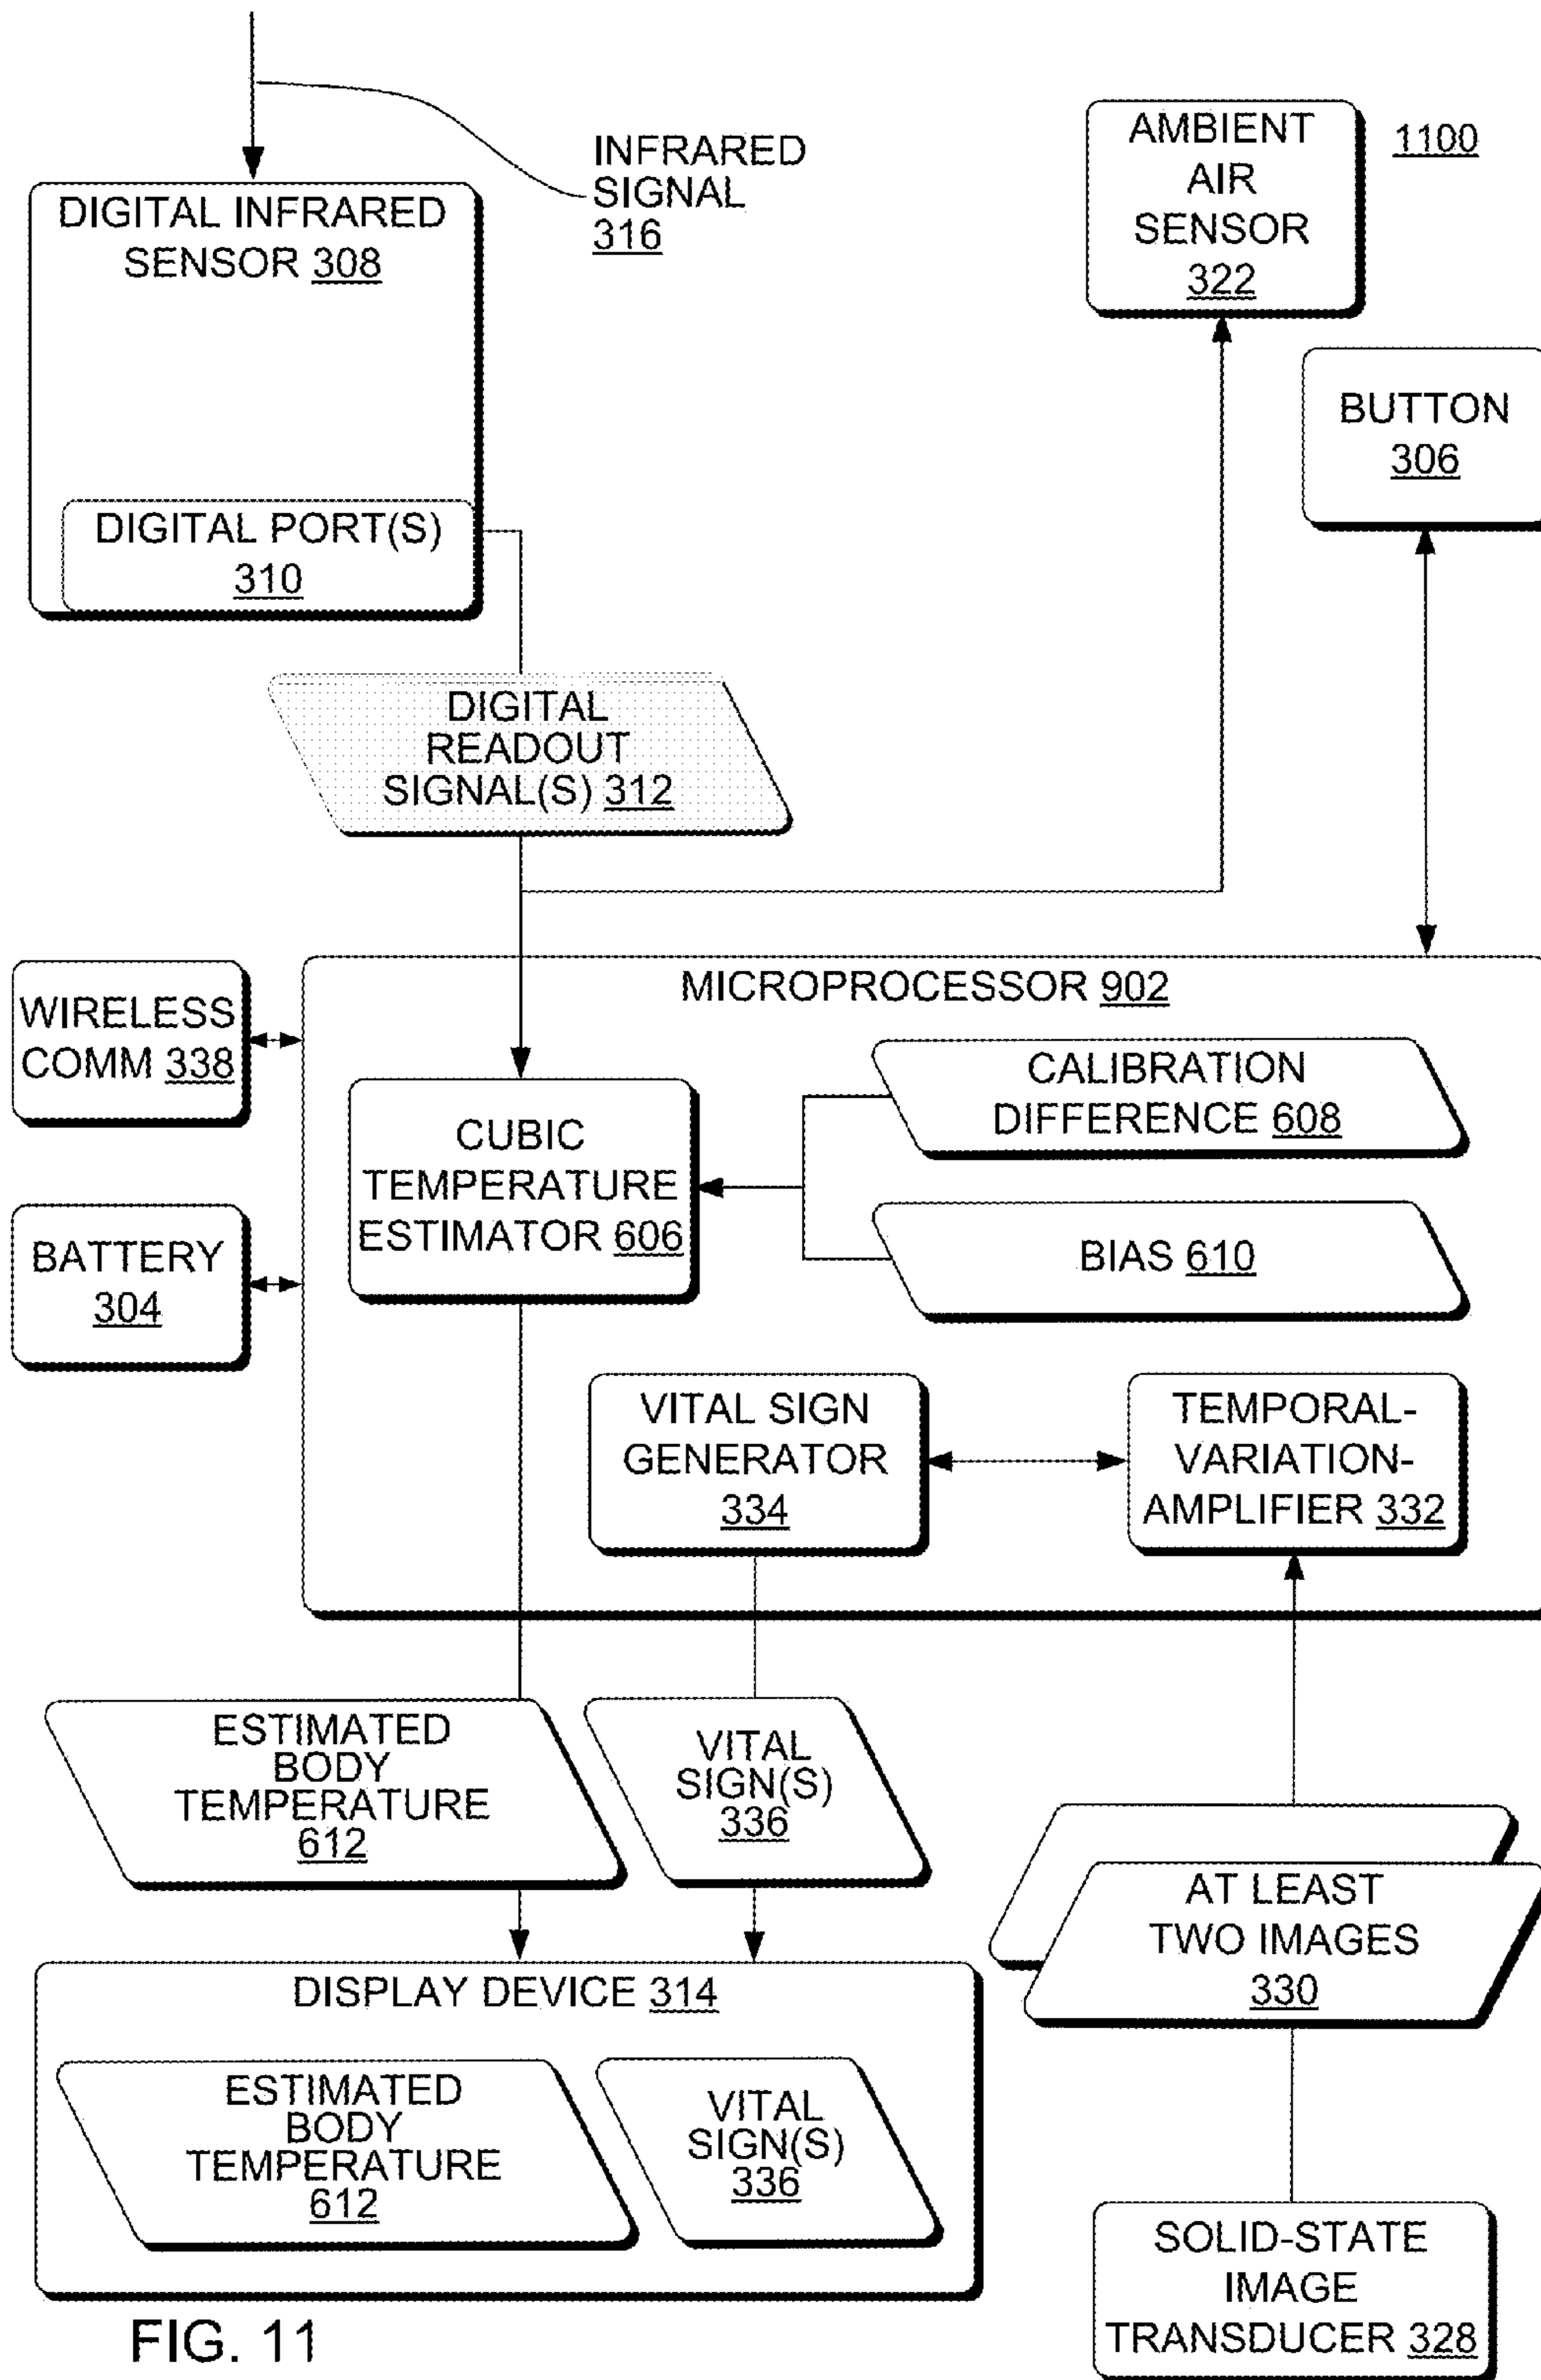 INFRARED
SIGNAL
316
DIGITAL INFRARED
SENSOR 308
DIGITAL PORT(S)
310
AMBIENT
AIR
SENSOR
322
1100
BUTTON
306
DIGITAL
READOUT
SIGNAL(S) 312
MICROPROCESSOR 902
WIRELESS
COMM 338
BATTERY
304
CUBIC
TEMPERATURE
ESTIMATOR 606
CALIBRATION
DIFFERENCE 608
BIAS 610
VITAL SIGN
GENERATOR
334
TEMPORAL-
VARIATION-
AMPLIFIER 332
ESTIMATED
BODY
TEMPERATURE
612
VITAL
SIGN(S)
336
AT LEAST
TWO IMAGES
330
DISPLAY DEVICE 314
ESTIMATED
BODY
TEMPERATURE
612
VITAL
SIGN(S)
336
SOLID-STATE
IMAGE
TRANSDUCER 328
FIG. 11